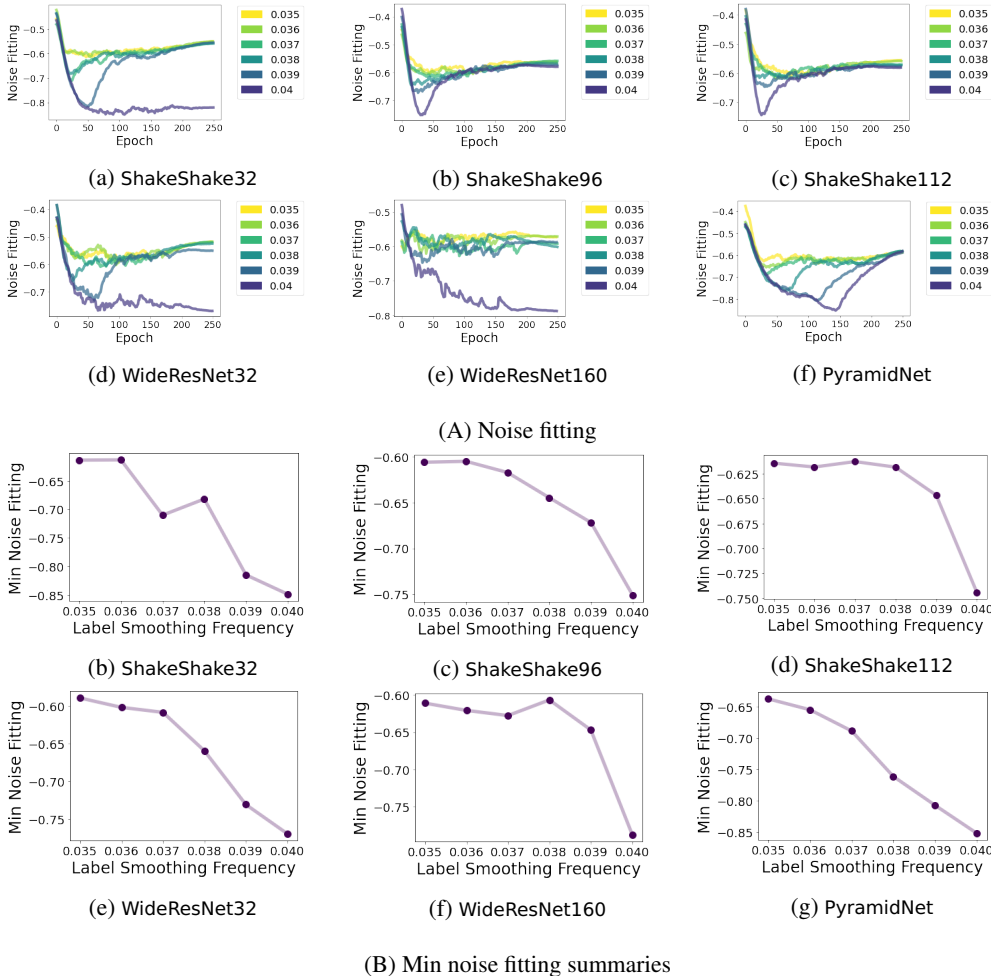 −0.5
−0.6
−0.7
−0.8
Noise Fitting
0 50 100 150 200 250
Epoch
0.035
0.036
0.037
0.038
0.039
0.04
(a) ShakeShake32
−0.4
−0.5
−0.6
−0.7
Noise Fitting
0 50 100 150 200 250
Epoch
0.035
0.036
0.037
0.038
0.039
0.04
(b) ShakeShake96
−0.4
−0.5
−0.6
−0.7
Noise Fitting
0 50 100 150 200 250
Epoch
0.035
0.036
0.037
0.038
0.039
0.04
(c) ShakeShake112
−0.4
−0.5
−0.6
−0.7
Noise Fitting
0 50 100 150 200 250
Epoch
0.035
0.036
0.037
0.038
0.039
0.04
(d) WideResNet32
−0.5
−0.6
−0.7
−0.8
Noise Fitting
0 50 100 150 200 250
Epoch
0.035
0.036
0.037
0.038
0.039
0.04
(e) WideResNet160
−0.4
−0.5
−0.6
−0.7
−0.8
Noise Fitting
0 50 100 150 200 250
Epoch
0.035
0.036
0.037
0.038
0.039
0.04
(f) PyramidNet
(A) Noise fitting
−0.65
−0.70
−0.75
−0.80
−0.85
Min Noise Fitting
0.035 0.036 0.037 0.038 0.039 0.040
Label Smoothing Frequency
(b) ShakeShake32
−0.60
−0.65
−0.70
−0.75
Min Noise Fitting
0.035 0.036 0.037 0.038 0.039 0.040
Label Smoothing Frequency
(c) ShakeShake96
−0.625
−0.650
−0.675
−0.700
−0.725
−0.750
Min Noise Fitting
0.035 0.036 0.037 0.038 0.039 0.040
Label Smoothing Frequency
(d) ShakeShake112
−0.60
−0.65
−0.70
−0.75
Min Noise Fitting
0.035 0.036 0.037 0.038 0.039 0.040
Label Smoothing Frequency
(e) WideResNet32
−0.60
−0.65
−0.70
−0.75
Min Noise Fitting
0.035 0.036 0.037 0.038 0.039 0.040
Label Smoothing Frequency
(f) WideResNet160
−0.65
−0.70
−0.75
−0.80
−0.85
Min Noise Fitting
0.035 0.036 0.037 0.038 0.039 0.040
Label Smoothing Frequency
(g) PyramidNet
(B) Min noise fitting summaries